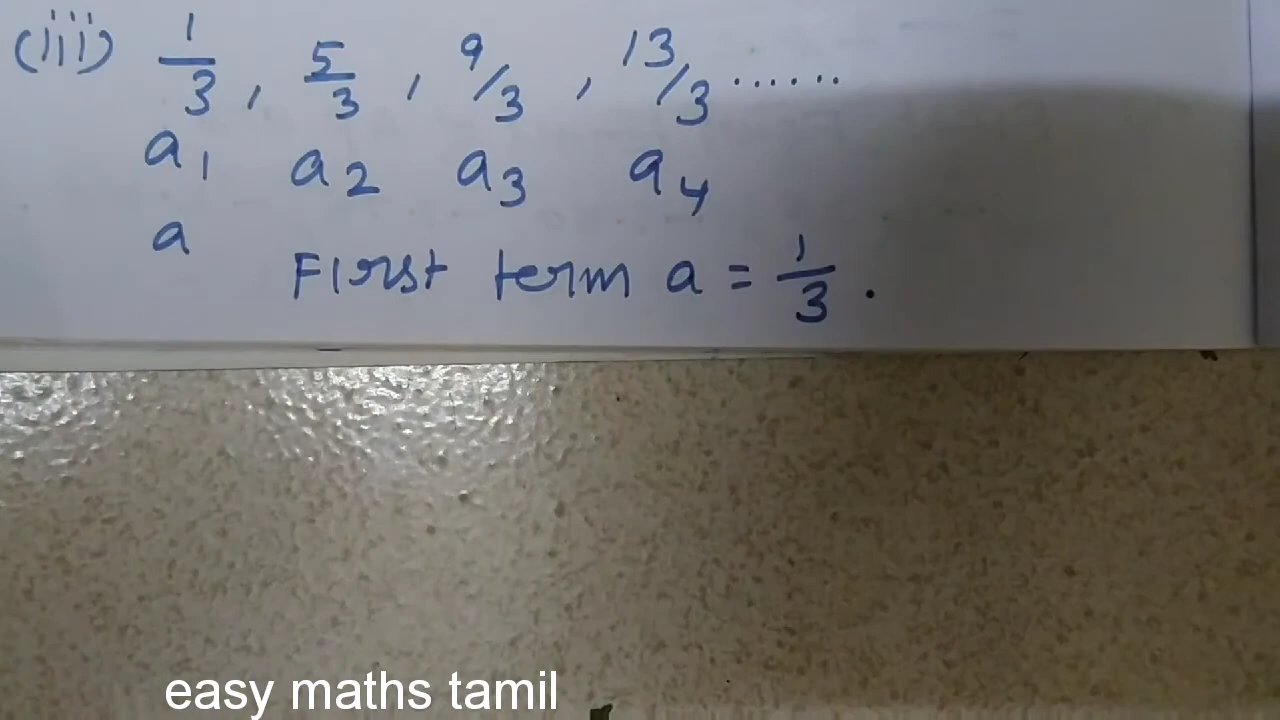 (iii) 1/3, 5/3, 9/3, 13/3 ......
a1 a2 a3 a4
a
First term a = 1/3.
easy maths tamil